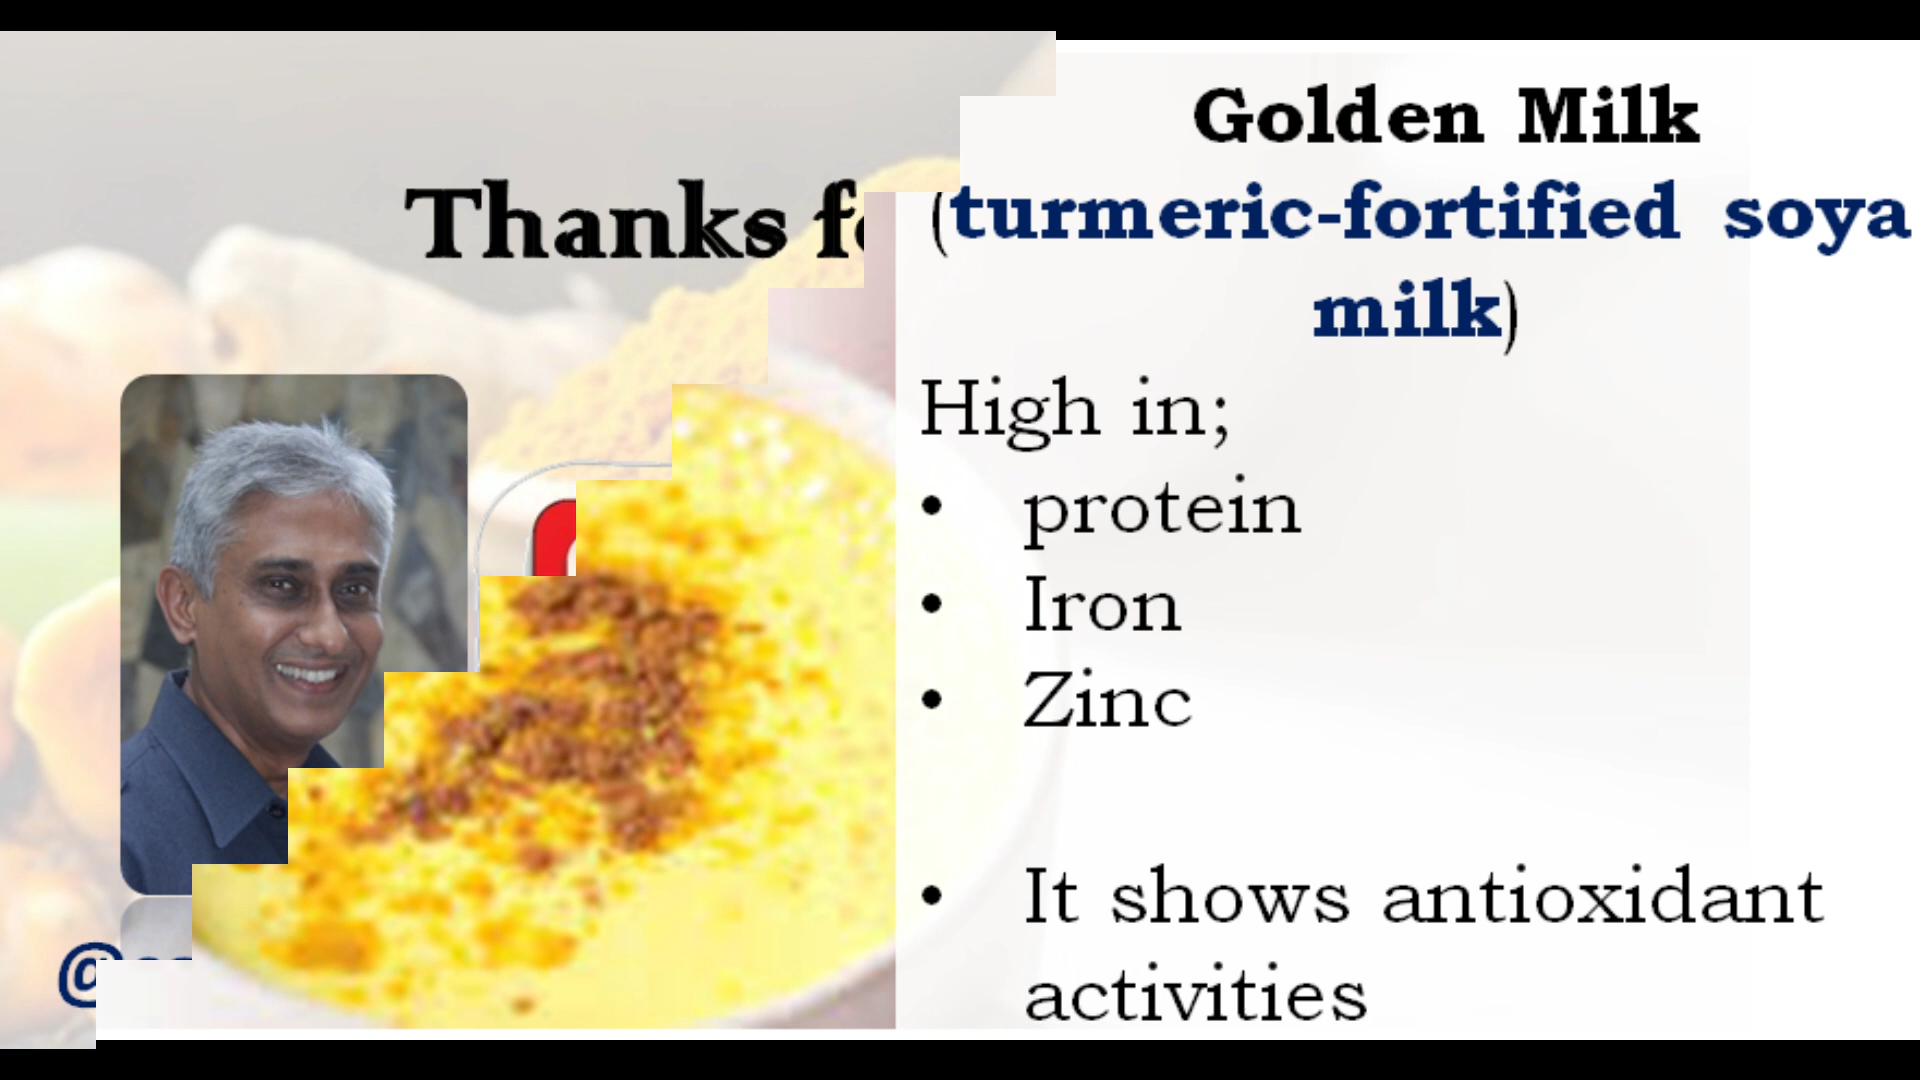 Golden Milk
Thanks
(turmeric-fortified soya
milk)
High in;
• protein
• Iron
• Zinc
• It shows antioxidant
activities
@